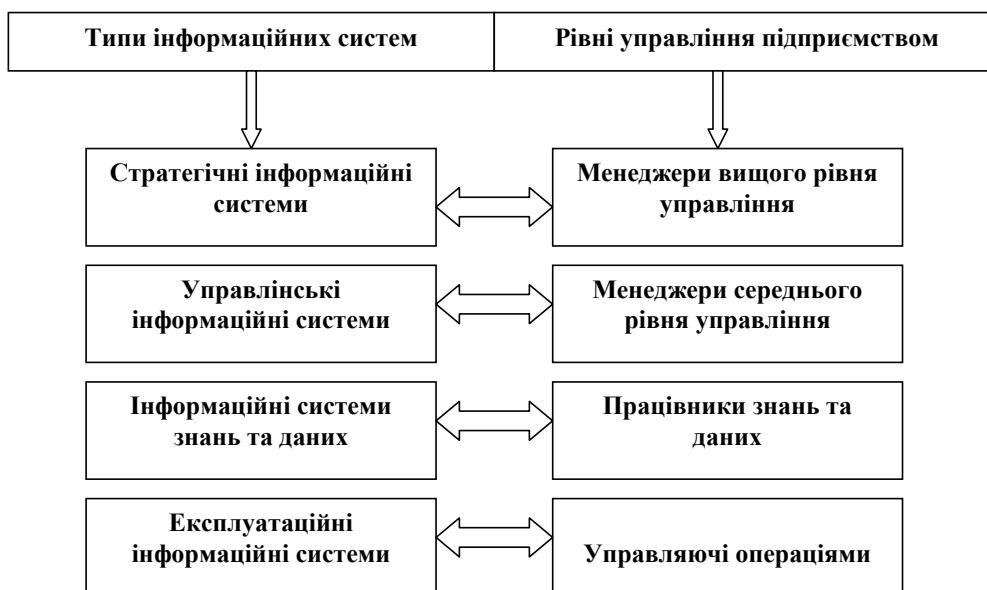 Типи інформаційних систем
Рівні управління підприємством
Стратегічні інформаційні
системи
Менеджери вищого рівня
управління
Управлінські
інформаційні системи
Менеджери середнього
рівня управління
Інформаційні системи
знань та даних
Працівники знань та
даних
Експлуатаційні
інформаційні системи
Управляючі операціями